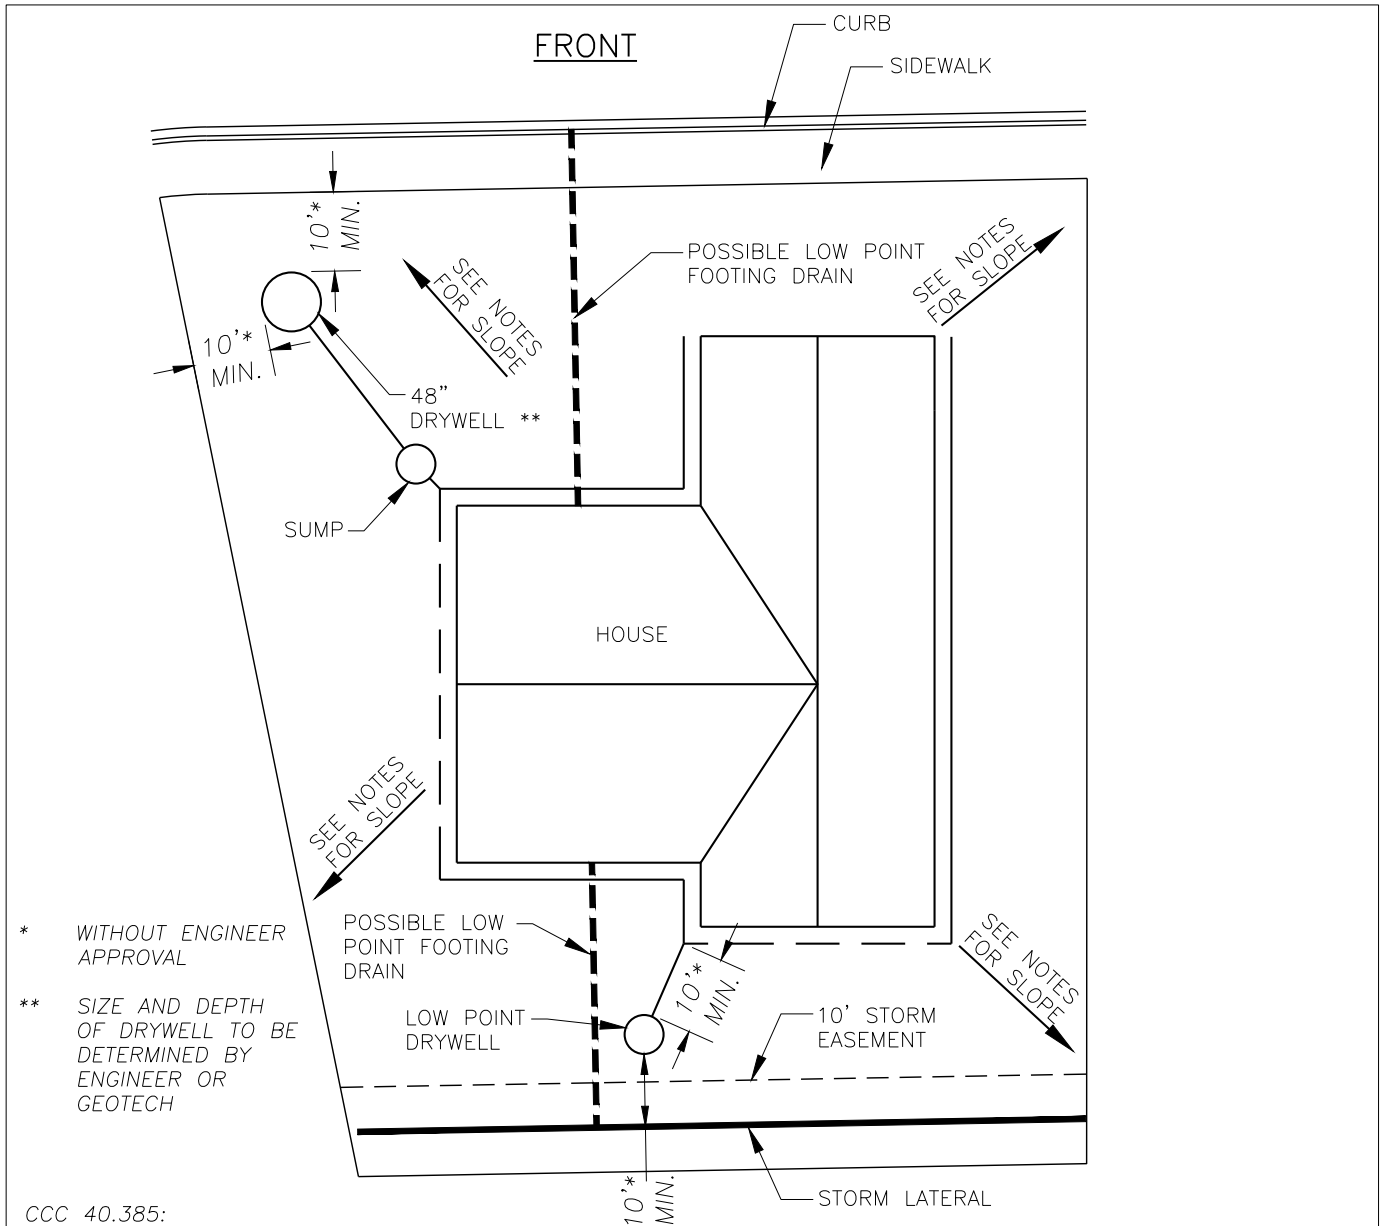 FRONT
CURB
SIDEWALK
10'*
MIN.
SEE NOTES
FOR SLOPE
POSSIBLE LOW POINT
FOOTING DRAIN
SEE NOTES
FOR SLOPE
10'*
MIN.
48"
DRYWELL **
SUMP
HOUSE
SEE NOTES
FOR SLOPE
* WITHOUT ENGINEER
APPROVAL
** SIZE AND DEPTH
OF DRYWELL TO BE
DETERMINED BY
ENGINEER OR
GEOTECH
POSSIBLE LOW
POINT FOOTING
DRAIN
LOW POINT
DRYWELL
10'*
MIN.
SEE NOTES
FOR SLOPE
10' STORM
EASEMENT
10'*
MIN.
STORM LATERAL
CCC 40.385: